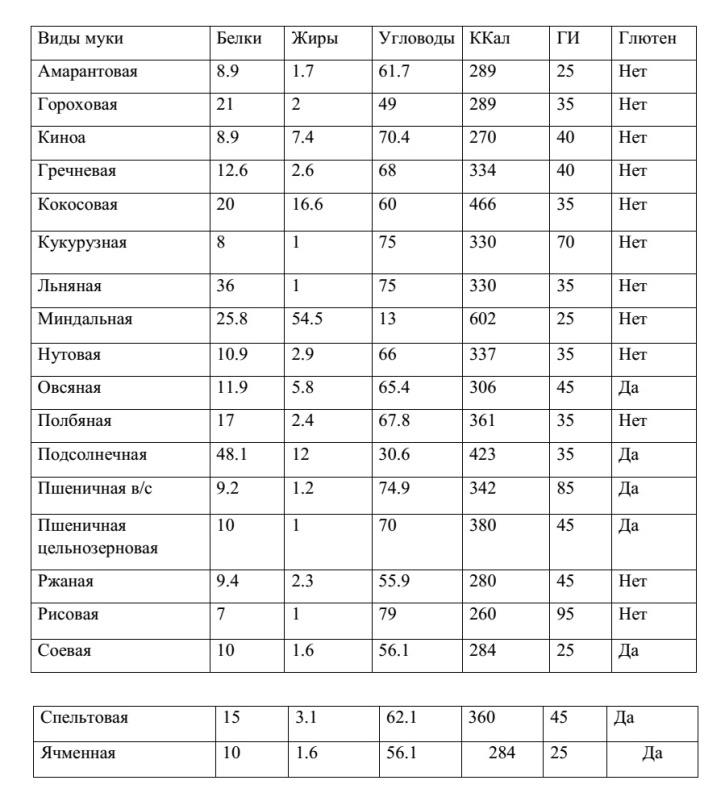 Виды муки Белки Жиры Углеводы ККал ГИ Глютен
Амарантовая 8.9 1.7 61.7 289 25 Нет
Гороховая 21 2 49 289 35 Нет
Киноа 8.9 7.4 70.4 270 40 Нет
Гречневая 12.6 2.6 68 334 40 Нет
Кокосовая 20 16.6 60 466 35 Нет
Кукурузная 8 1 75 330 70 Нет
Льняная 36 1 75 330 35 Нет
Миндальная 25.8 54.5 13 602 25 Нет
Нутовая 10.9 2.9 66 337 35 Нет
Овсяная 11.9 5.8 65.4 306 45 Да
Полбяная 17 2.4 67.8 361 35 Нет
Подсолнечная 48.1 12 30.6 423 35 Да
Пшеничная в/с 9.2 1.2 74.9 342 85 Да
Пшеничная 10 1 70 380 45 Да
цельнозерновая
Ржаная 9.4 2.3 55.9 280 45 Нет
Рисовая 7 1 79 260 95 Нет
Соевая 10 1.6 56.1 284 25 Да
Спельтовая 15 3.1 62.1 360 45 Да
Ячменная 10 1.6 56.1 284 25 Да